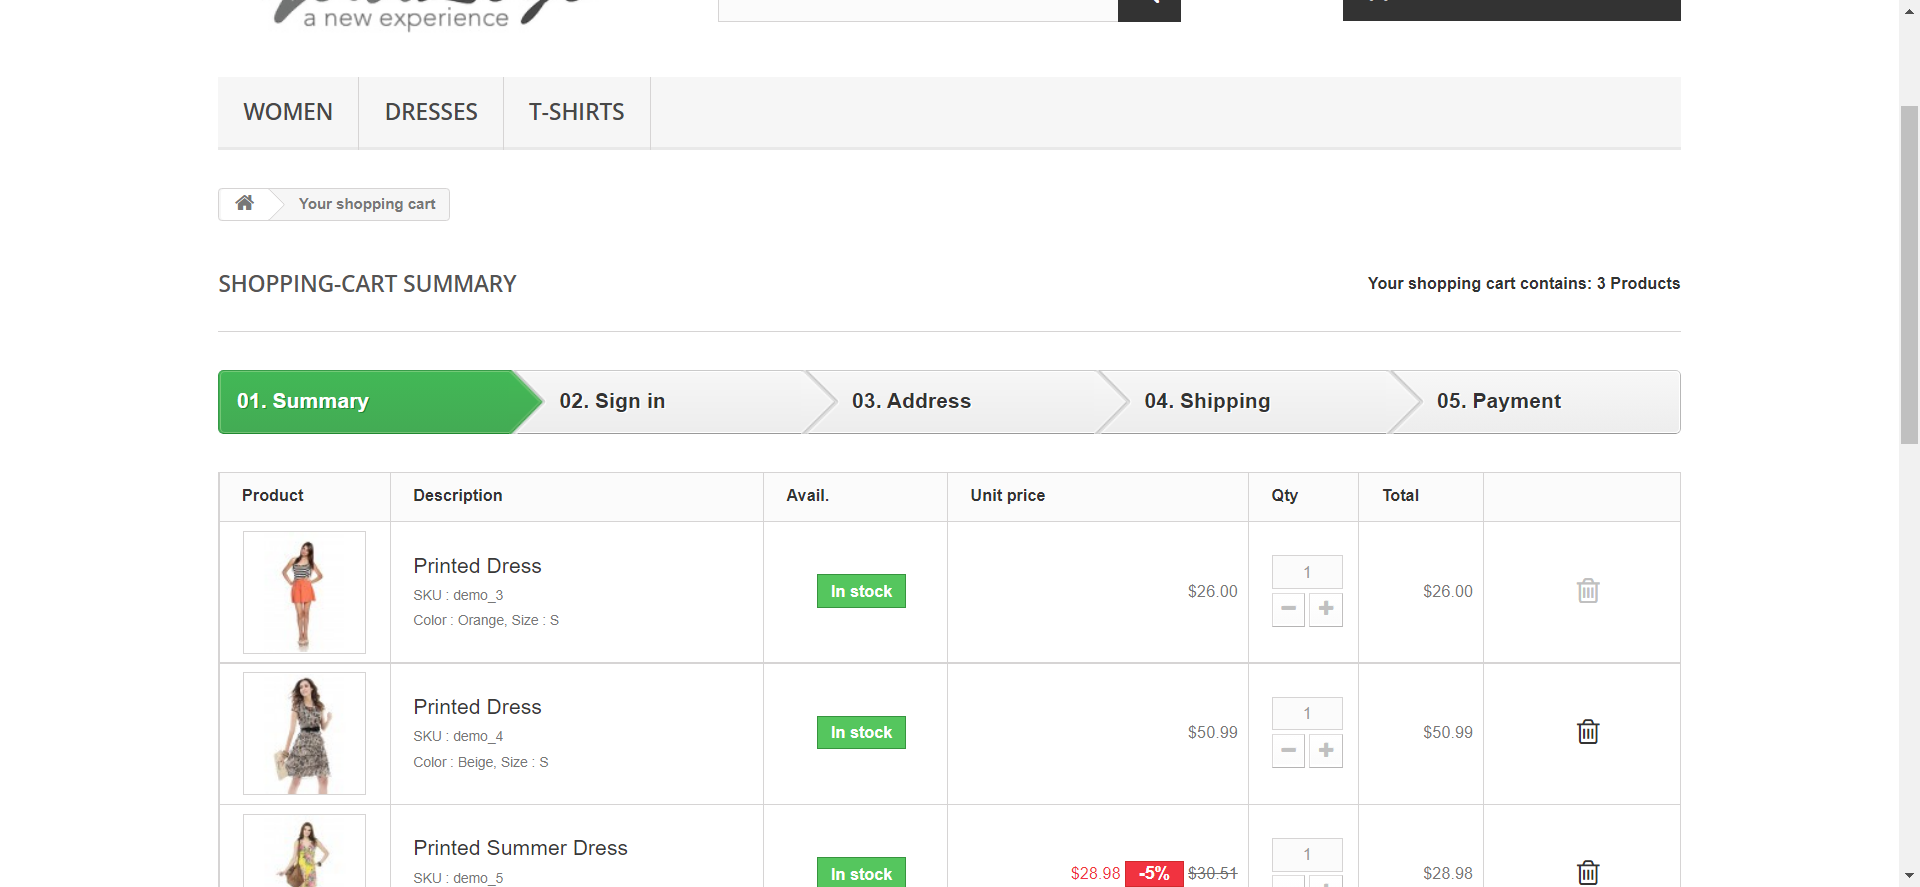 a new experience
WOMEN
DRESSES
T-SHIRTS
Your shopping cart
SHOPPING-CART SUMMARY
Your shopping cart contains: 3 Products
01. Summary
02. Sign in
03. Address
04. Shipping
05. Payment
Product Description Avail. Unit price Qty Total
Printed Dress
SKU : demo_3
Color : Orange, Size : S
In stock
$26.00
1
$26.00
Printed Dress
SKU : demo_4
Color : Beige, Size : S
In stock
$50.99
1
$50.99
Printed Summer Dress
SKU : demo_5
In stock
$28.98 -5% $30.51
1
$28.98